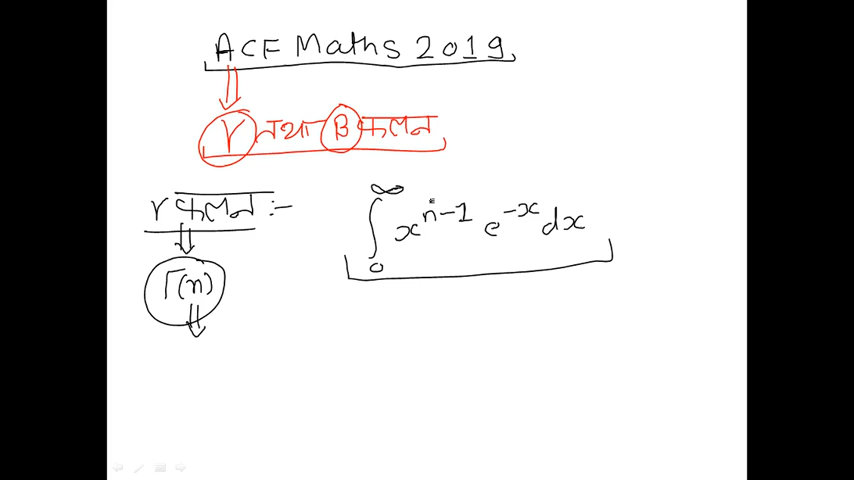 ACF Maths 2019
γ तथा β फलन
γ फलन :- ∫₀^∞ x^(n-1) e^(-x) dx
Γ(n)